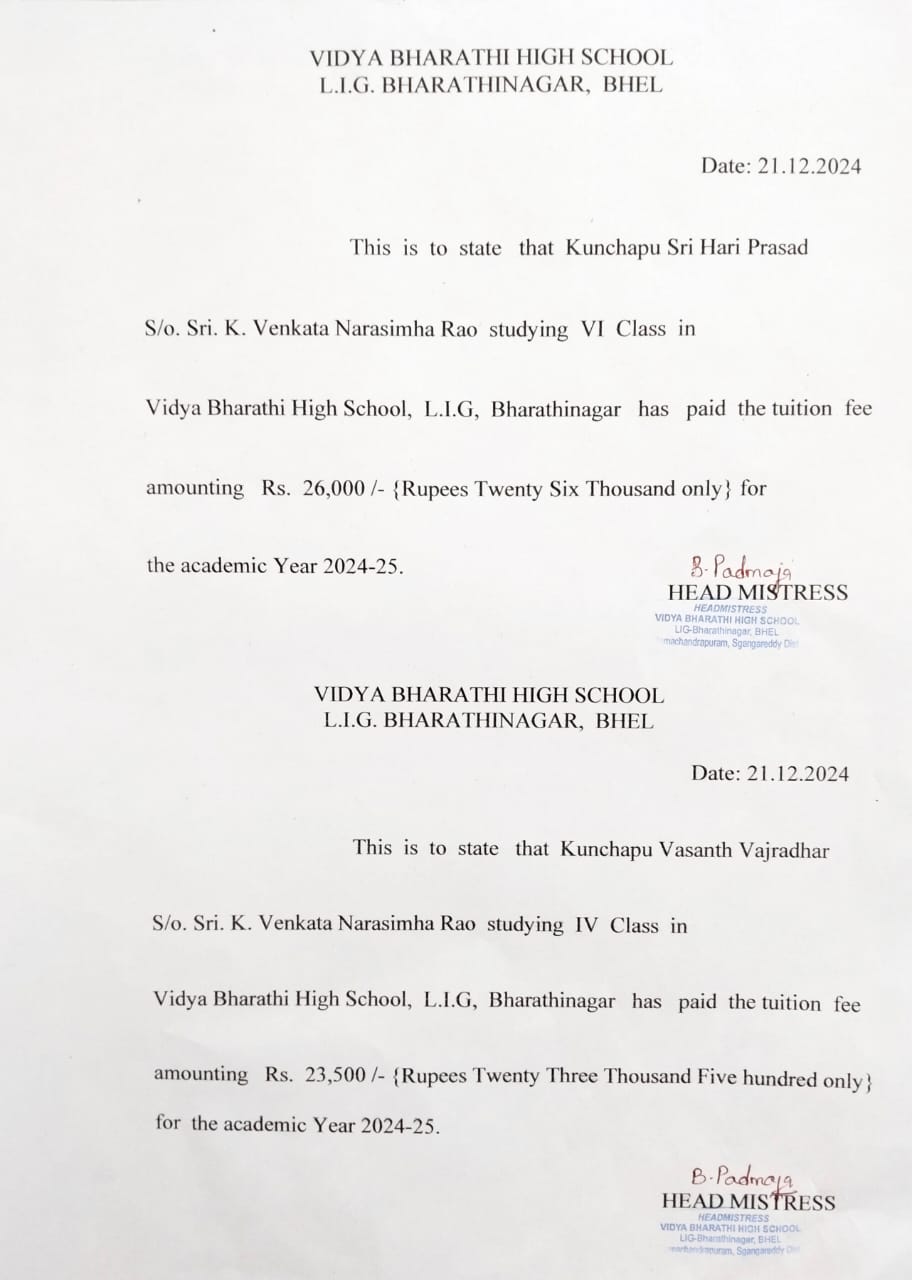 VIDYA BHARATHI HIGH SCHOOL
L.I.G. BHARATHINAGAR, BHEL
Date: 21.12.2024
This is to state that Kunchapu Sri Hari Prasad
S/o. Sri. K. Venkata Narasimha Rao studying VI Class in
Vidya Bharathi High School, L.I.G, Bharathinagar has paid the tuition fee
amounting Rs. 26,000 /- {Rupees Twenty Six Thousand only} for
the academic Year 2024-25.
B. Padmaja
HEAD MISTRESS
HEADMISTRESS
VIDYA BHARATHI HIGH SCHOOL
LIG-Bharathinagar, BHEL
machandrapuram, Sgangareddy Dist
VIDYA BHARATHI HIGH SCHOOL
L.I.G. BHARATHINAGAR, BHEL
Date: 21.12.2024
This is to state that Kunchapu Vasanth Vajradhar
S/o. Sri. K. Venkata Narasimha Rao studying IV Class in
Vidya Bharathi High School, L.I.G, Bharathinagar has paid the tuition fee
amounting Rs. 23,500 /- {Rupees Twenty Three Thousand Five hundred only}
for the academic Year 2024-25.
B. Padmaja
HEAD MISTRESS
HEADMISTRESS
VIDYA BHARATHI HIGH SCHOOL
LIG-Bharathinagar, BHEL
machandrapuram, Sgangareddy Dist